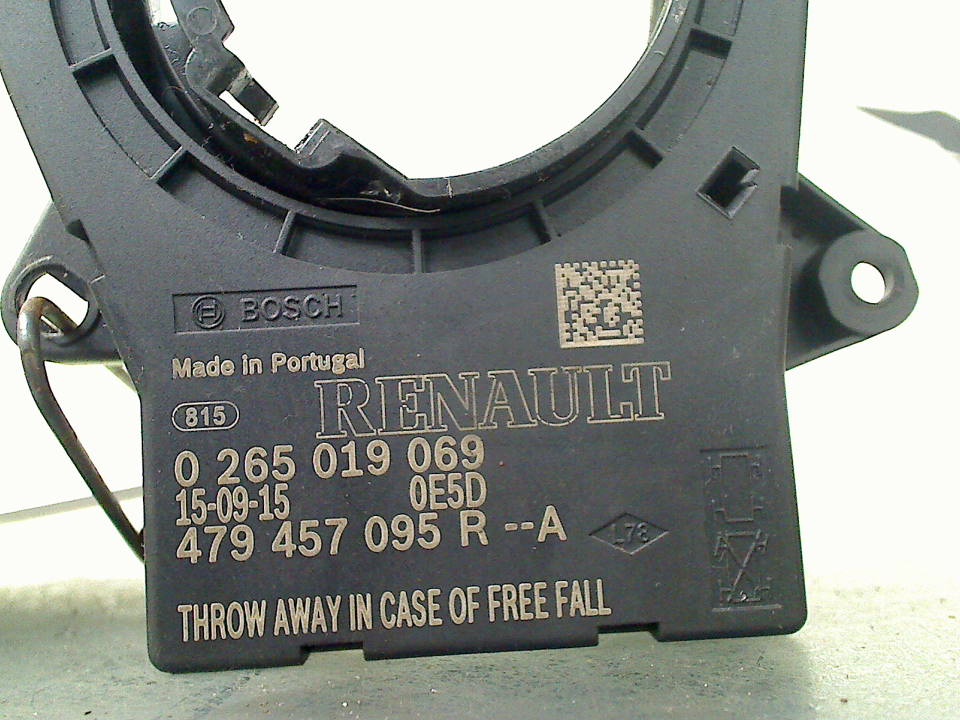 BOSCH
Made in Portugal
RENAULT
815
0 265 019 069
15-09-15 0E5D
479 457 095 R --A
L78
THROW AWAY IN CASE OF FREE FALL